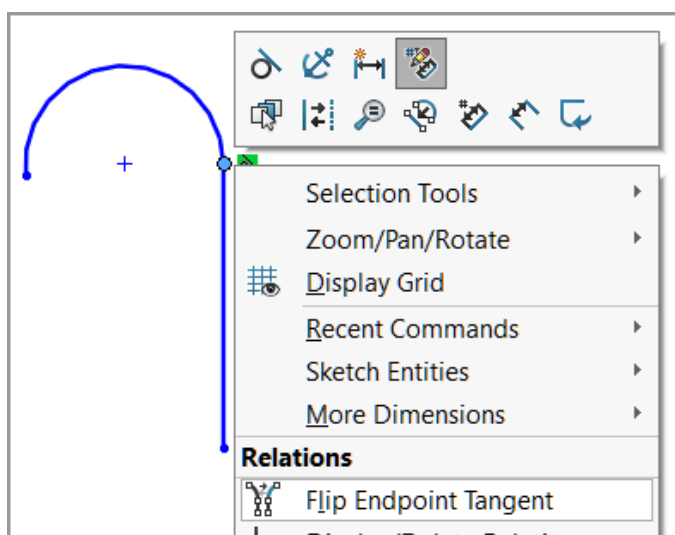 Selection Tools
Zoom/Pan/Rotate
Display Grid
Recent Commands
Sketch Entities
More Dimensions
Relations
Flip Endpoint Tangent